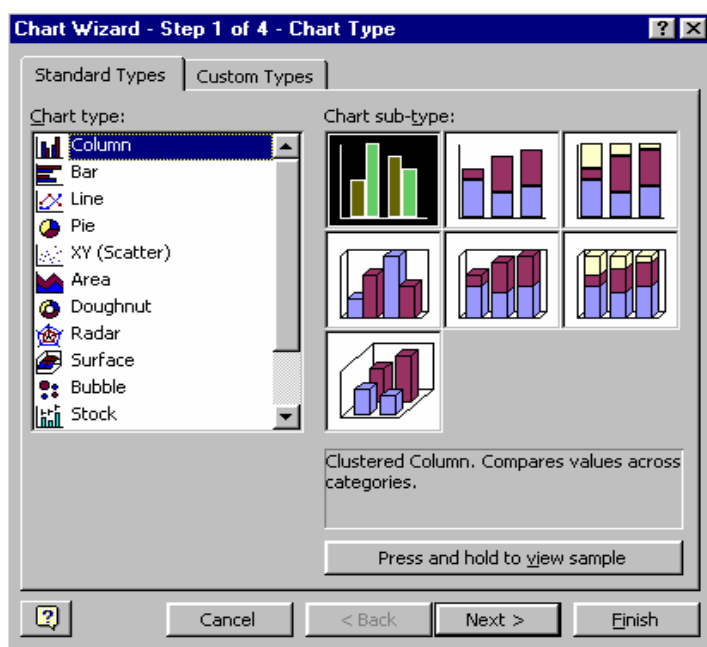 Chart Wizard - Step 1 of 4 - Chart Type
Standard Types
Custom Types
Chart type:
Column
Bar
Line
Pie
XY (Scatter)
Area
Doughnut
Radar
Surface
Bubble
Stock
Chart sub-type:
Clustered Column. Compares values across
categories.
Press and hold to view sample
Cancel
< Back
Next >
Finish